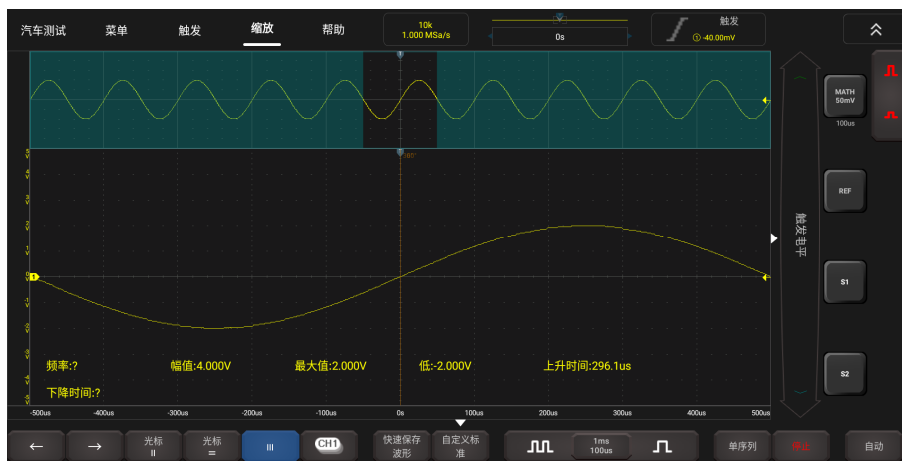 汽车测试 菜单 触发 缩放 帮助
10k
1.000 MSa/s
0s
触发
① -40.00mV
MATH
50mV
100us
REF
触发电平
S1
S2
频率:? 幅值:4.000V 最大值:2.000V 低:-2.000V 上升时间:296.1us
下降时间:?
-500us -400us -300us -200us -100us 0s 100us 200us 300us 400us 500us
光标 光标 CH1 快速保存 自定义标 1ms 单序列 停止 自动
波形 准 100us